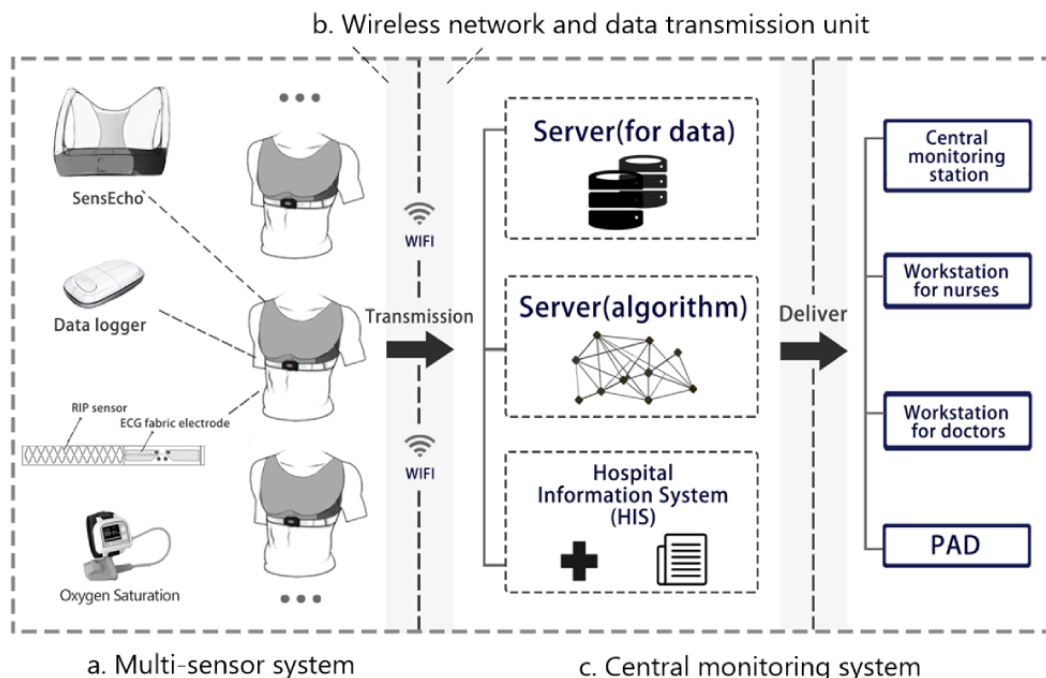 b. Wireless network and data transmission unit
SensEcho
Data logger
RIP sensor
ECG fabric electrode
Oxygen Saturation
WIFI
Transmission
WIFI
Server(for data)
Server(algorithm)
Hospital
Information System
(HIS)
Deliver
Central
monitoring
station
Workstation
for nurses
Workstation
for doctors
PAD
a. Multi-sensor system
c. Central monitoring system